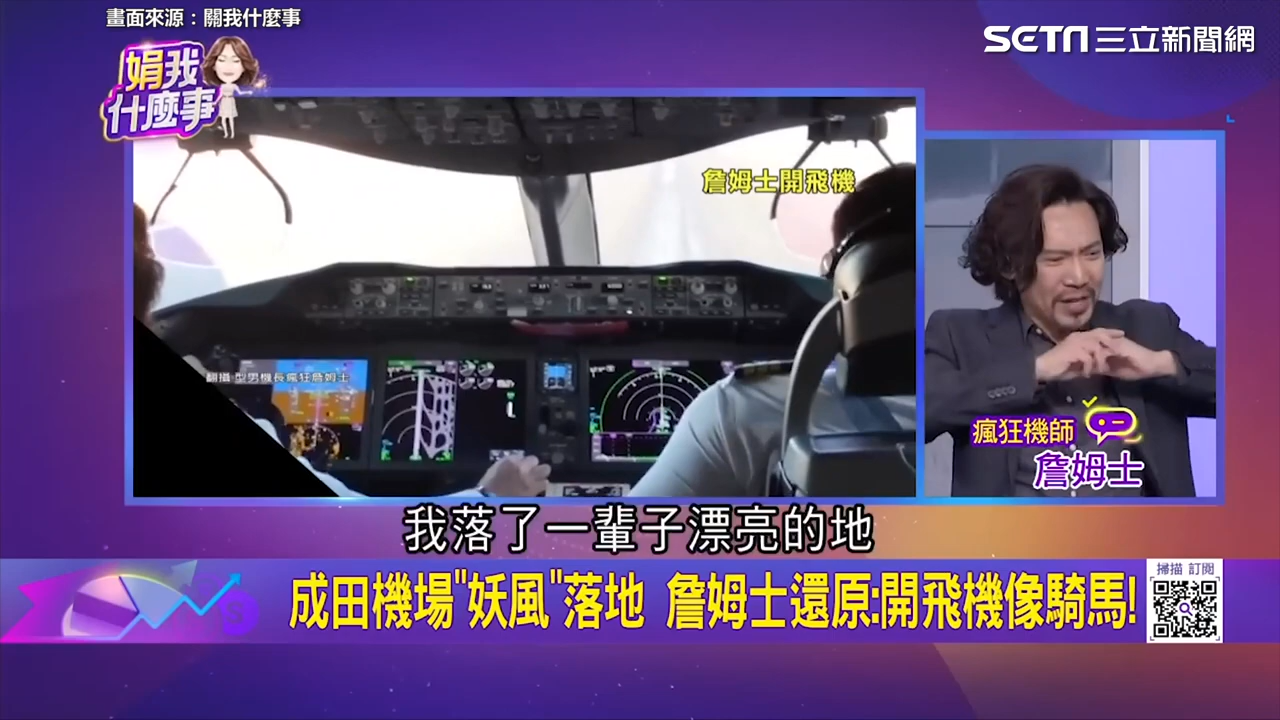 畫面來源：關我什麼事
SETN三立新聞網
娟我
什麼事
詹姆士開飛機
翻攝 型男機長瘋狂詹姆士
瘋狂機師
詹姆士
我落了一輩子漂亮的地
成田機場"妖風"落地 詹姆士還原:開飛機像騎馬!
掃描 訂閱